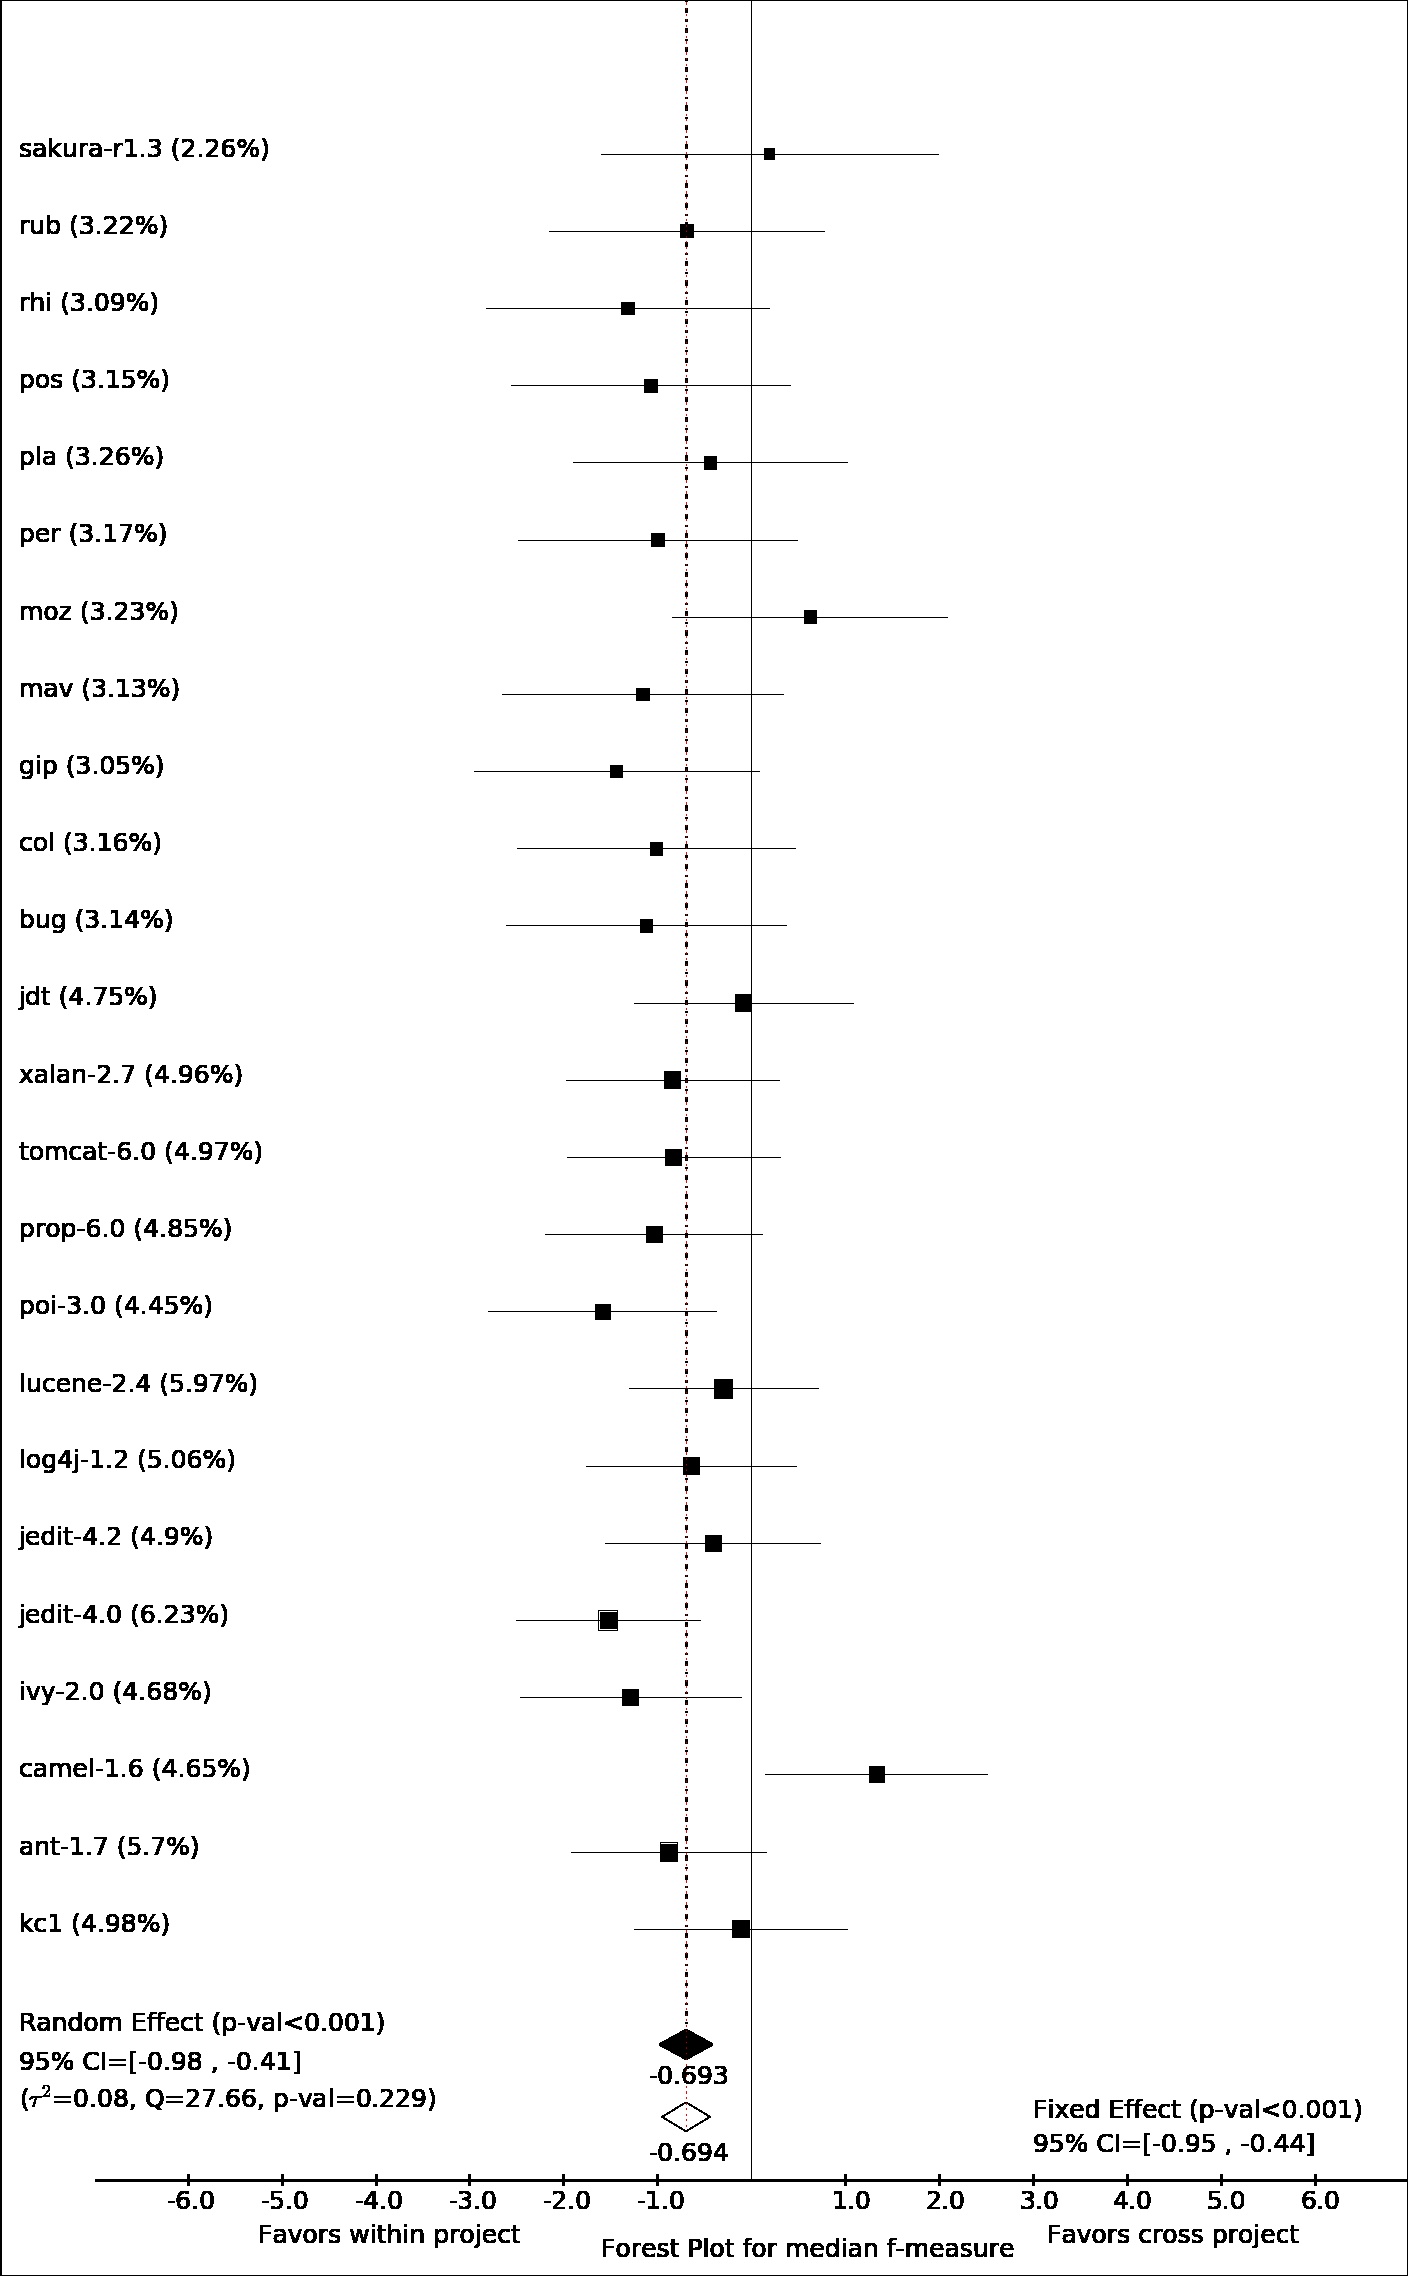 sakura-r1.3 (2.26%)
rub (3.22%)
rhi (3.09%)
pos (3.15%)
pla (3.26%)
per (3.17%)
moz (3.23%)
mav (3.13%)
gip (3.05%)
col (3.16%)
bug (3.14%)
jdt (4.75%)
xalan-2.7 (4.96%)
tomcat-6.0 (4.97%)
prop-6.0 (4.85%)
poi-3.0 (4.45%)
lucene-2.4 (5.97%)
log4j-1.2 (5.06%)
jedit-4.2 (4.9%)
jedit-4.0 (6.23%)
ivy-2.0 (4.68%)
camel-1.6 (4.65%)
ant-1.7 (5.7%)
kc1 (4.98%)
Random Effect (p-val<0.001)
95% CI=[-0.98 , -0.41]
(τ²=0.08, Q=27.66, p-val=0.229)
-0.693
-0.694
Fixed Effect (p-val<0.001)
95% CI=[-0.95 , -0.44]
-6.0 -5.0 -4.0 -3.0 -2.0 -1.0 1.0 2.0 3.0 4.0 5.0 6.0
Favors within project
Forest Plot for median f-measure
Favors cross project